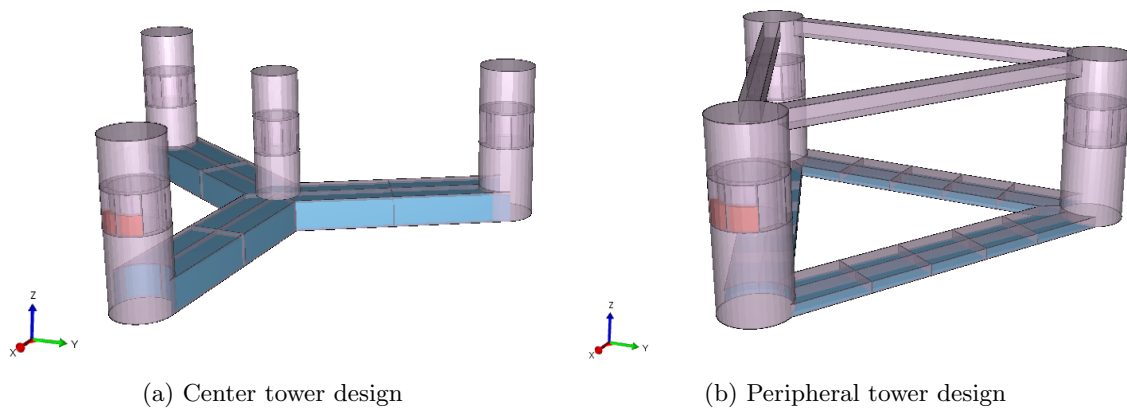 Z
X
Y
Z
X
Y
(a) Center tower design
(b) Peripheral tower design